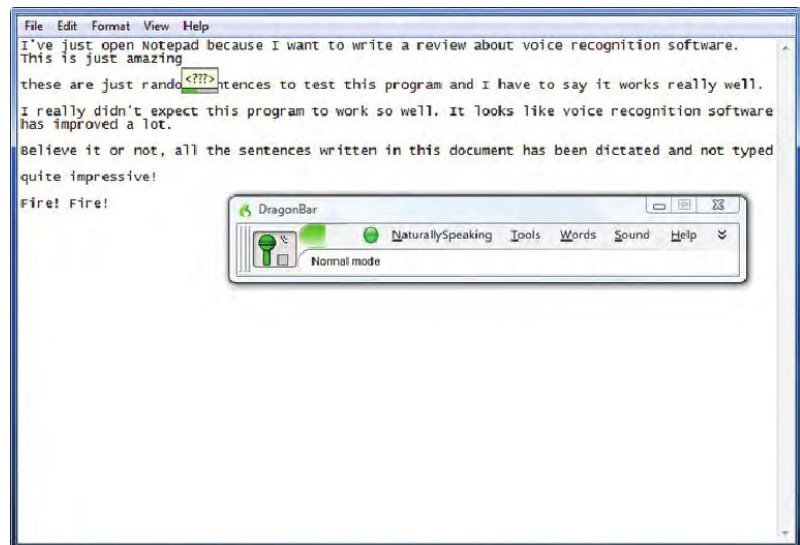 File Edit Format View Help
I've just open Notepad because I want to write a review about voice recognition software.
This is just amazing
these are just rando <???> ntences to test this program and I have to say it works really well.
I really didn't expect this program to work so well. It looks like voice recognition software
has improved a lot.
Believe it or not, all the sentences written in this document has been dictated and not typed
quite impressive!
Fire! Fire!
DragonBar
NaturallySpeaking Tools Words Sound Help
Normal mode